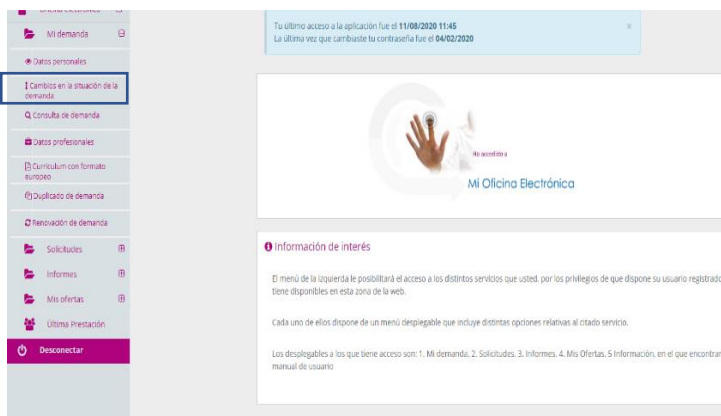 Oficina Electrónica
Mi demanda
Datos personales
Cambios en la situación de la
demanda
Consulta de demanda
Datos profesionales
Curriculum con formato
europeo
Duplicado de demanda
Renovación de demanda
Solicitudes
Informes
Mis ofertas
Última Prestación
Desconectar
Tu último acceso a la aplicación fue el 11/08/2020 11:45
La última vez que cambiaste tu contraseña fue el 04/02/2020
×
Ha accedido a
Mi Oficina Electrónica
Información de interés
El menú de la izquierda le posibilitará el acceso a los distintos servicios que usted, por los privilegios de que dispone su usuario registrado
tiene disponibles en esta zona de la web.
Cada uno de ellos dispone de un menú desplegable que incluye distintas opciones relativas al citado servicio.
Los desplegables a los que tiene acceso son: 1. Mi demanda, 2. Solicitudes, 3. Informes, 4. Mis Ofertas, 5 Información, en el que encontrar
manual de usuario